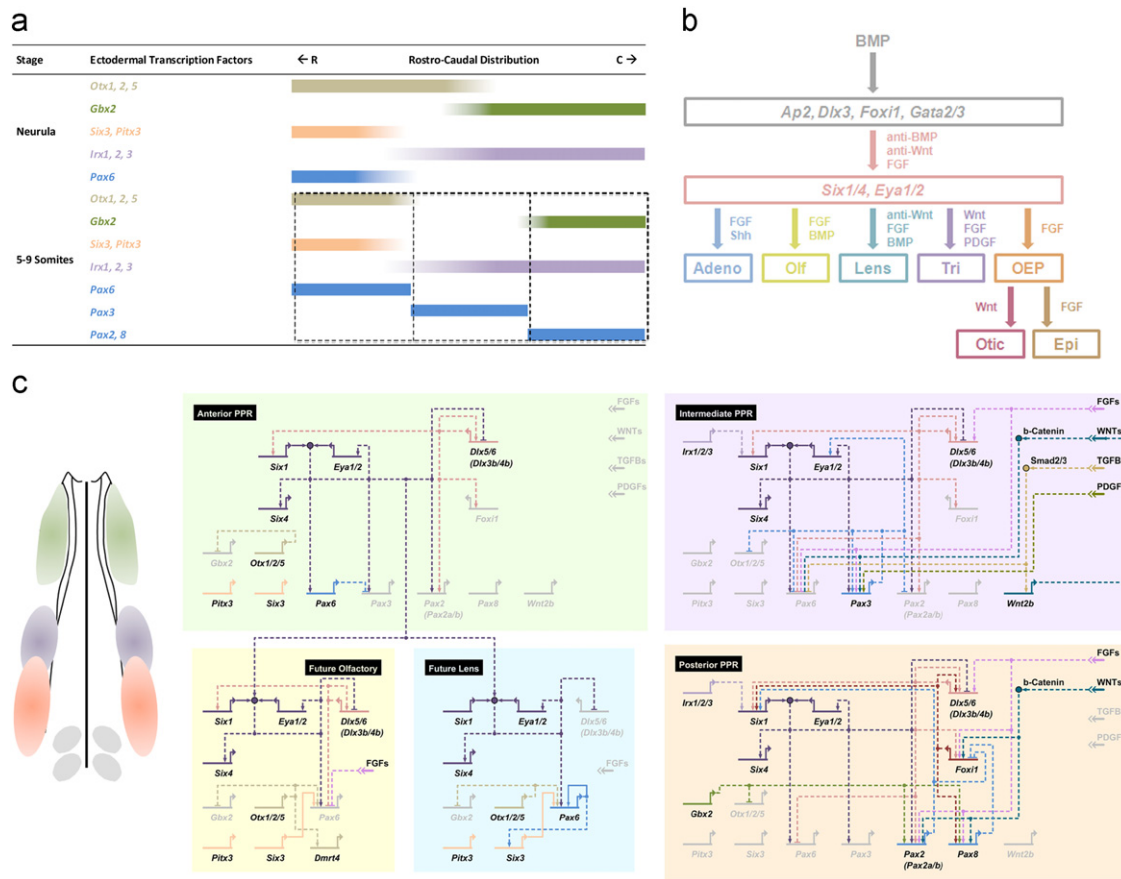 a
Stage Ectodermal Transcription Factors ← R Rostro-Caudal Distribution C →
Otx1, 2, 5
Gbx2
Neurula Six3, Pitx3
Irx1, 2, 3
Pax6
Otx1, 2, 5
Gbx2
Six3, Pitx3
5-9 Somites Irx1, 2, 3
Pax6
Pax3
Pax2, 8
b
BMP
Ap2, Dlx3, Foxi1, Gata2/3
anti-BMP
anti-Wnt
FGF
Six1/4, Eya1/2
FGF
Shh
FGF
BMP
anti-Wnt
FGF
BMP
Wnt
FGF
PDGF
FGF
Adeno Olf Lens Tri OEP
Wnt FGF
Otic Epi
c
Anterior PPR
FGFs
WNTs
TGFBs
PDGFs
Six1 Eya1/2 Dlx5/6
(Dlx3b/4b)
Six4 Foxi1
Gbx2 Otx1/2/5
Pitx3 Six3 Pax6 Pax3 Pax2 Pax8 Wnt2b
(Pax2a/b)
Intermediate PPR
FGFs
b-Catenin WNTs
Smad2/3 TGFB
PDGF
Irx1/2/3 Six1 Eya1/2 Dlx5/6
(Dlx3b/4b)
Six4 Foxi1
Gbx2 Otx1/2/5
Pitx3 Six3 Pax6 Pax3 Pax2 Pax8 Wnt2b
(Pax2a/b)
Future Olfactory
Six1 Eya1/2 Dlx5/6
(Dlx3b/4b)
Six4 FGFs
Gbx2 Otx1/2/5 Pax6
Pitx3 Six3 Dmrt4
Future Lens
Six1 Eya1/2 Dlx5/6
(Dlx3b/4b)
Six4 FGFs
Gbx2 Otx1/2/5 Pax6
Pitx3 Six3
Posterior PPR
FGFs
b-Catenin WNTs
TGFB
PDGF
Irx1/2/3 Six1 Eya1/2 Dlx5/6
(Dlx3b/4b)
Six4 Foxi1
Gbx2 Otx1/2/5
Pitx3 Six3 Pax6 Pax3 Pax2 Pax8 Wnt2b
(Pax2a/b)